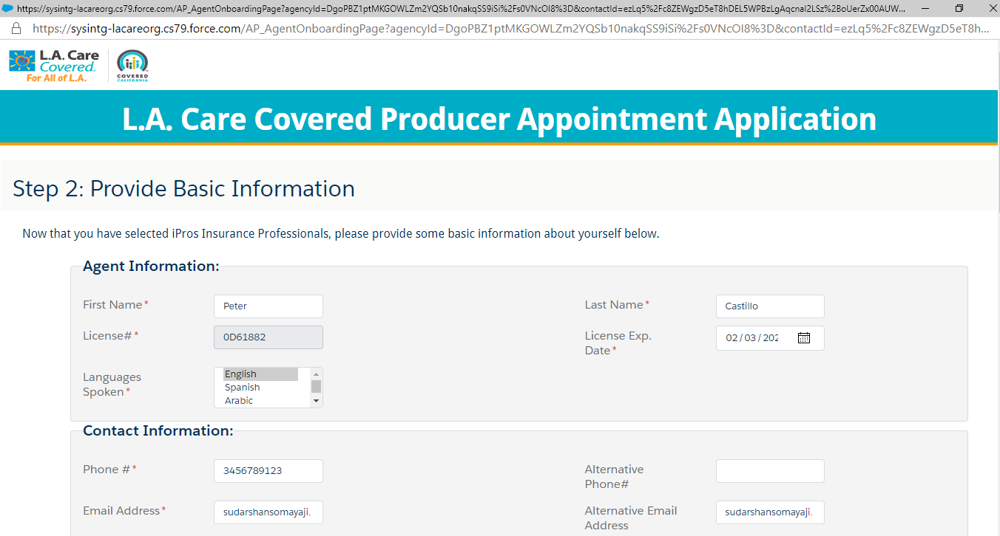 https://sysintg-lacareorg.cs79.force.com/AP_AgentOnboardingPage?agencyId=DgoPBZ1ptMKGOWLZm2YQSb10nakqSS9iSi%2Fs0VNcOI8%3D&contactId=ezLq5%2Fc8ZEWgzD5eT8hDEL5WPBzLgAqcnaI2LSz%2BoUerZx00AUW...
https://sysintg-lacareorg.cs79.force.com/AP_AgentOnboardingPage?agencyId=DgoPBZ1ptMKGOWLZm2YQSb10nakqSS9iSi%2Fs0VNcOI8%3D&contactId=ezLq5%2Fc8ZEWgzD5eT8h...
L.A. Care
Covered.
For All of L.A.
COVERED
CALIFORNIA
L.A. Care Covered Producer Appointment Application
Step 2: Provide Basic Information
Now that you have selected iPros Insurance Professionals, please provide some basic information about yourself below.
Agent Information:
First Name* Peter Last Name* Castillo
License#* 0D61882 License Exp. Date* 02/03/202
Languages Spoken* English
Spanish
Arabic
Contact Information:
Phone #* 3456789123 Alternative Phone#
Email Address* sudarshansomayaji. Alternative Email Address sudarshansomayaji.